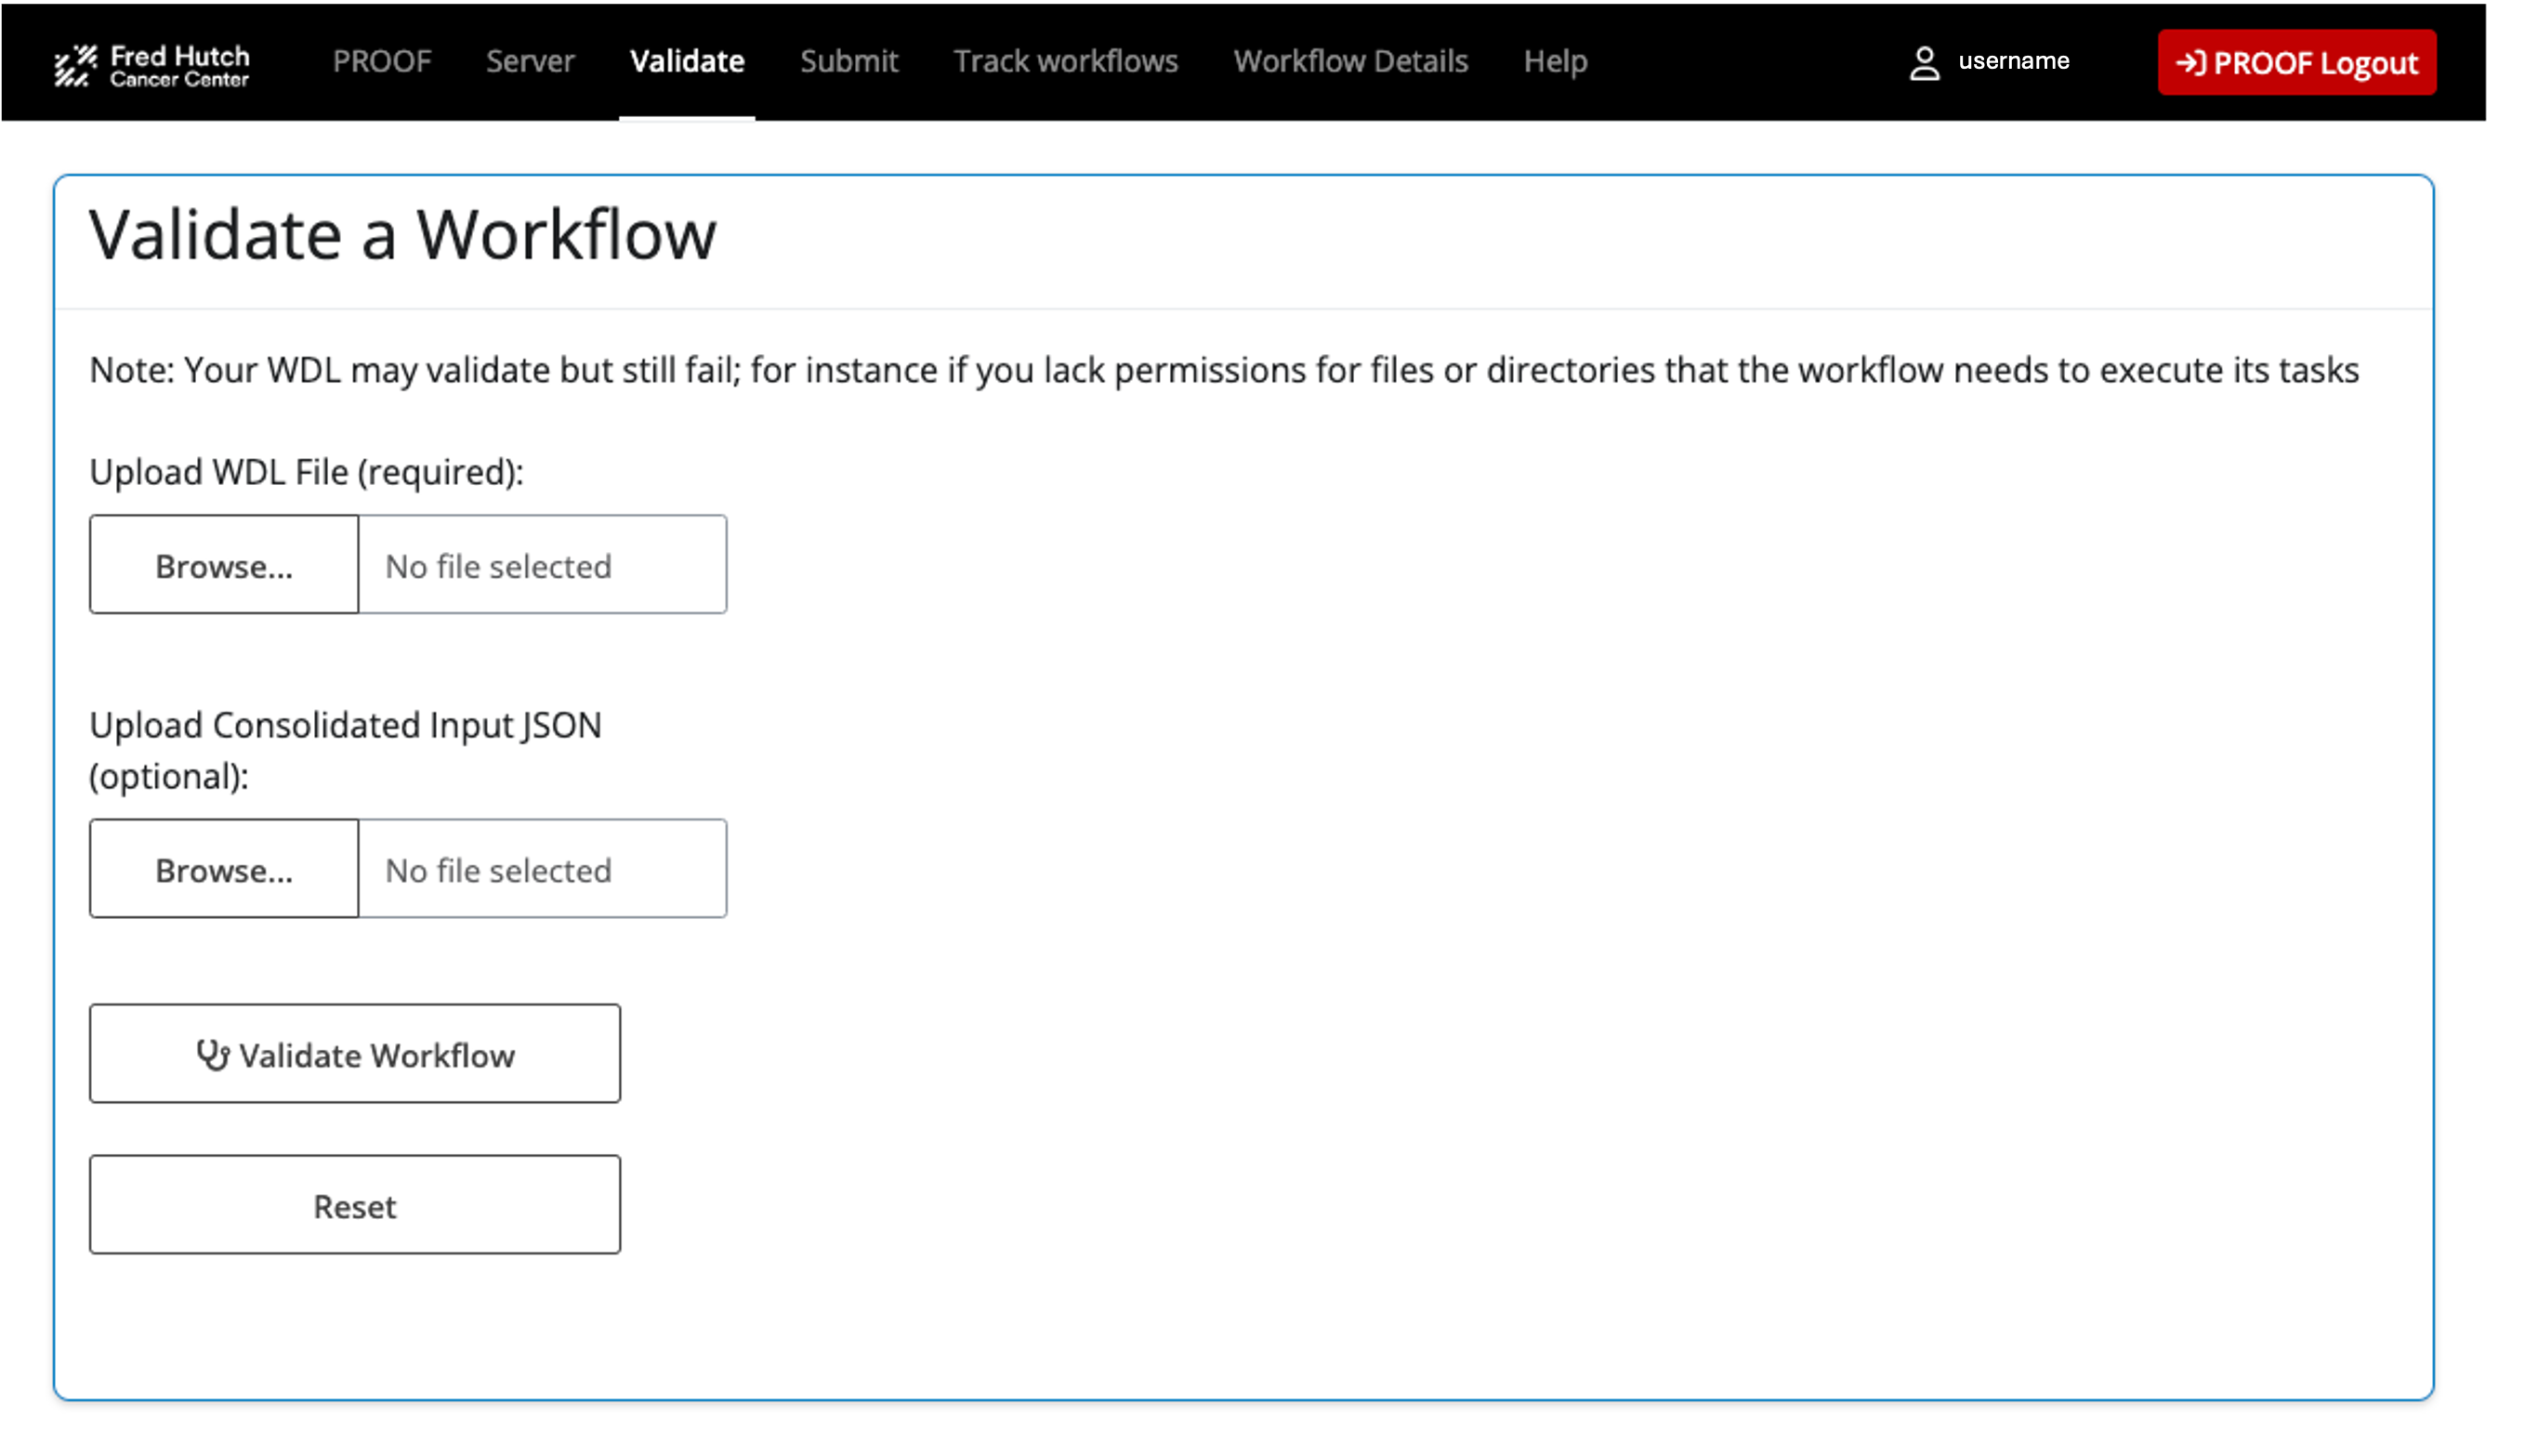 Fred Hutch
Cancer Center
PROOF Server Validate Submit Track workflows Workflow Details Help username PROOF Logout
Validate a Workflow
Note: Your WDL may validate but still fail; for instance if you lack permissions for files or directories that the workflow needs to execute its tasks
Upload WDL File (required):
Browse... No file selected
Upload Consolidated Input JSON
(optional):
Browse... No file selected
Validate Workflow
Reset